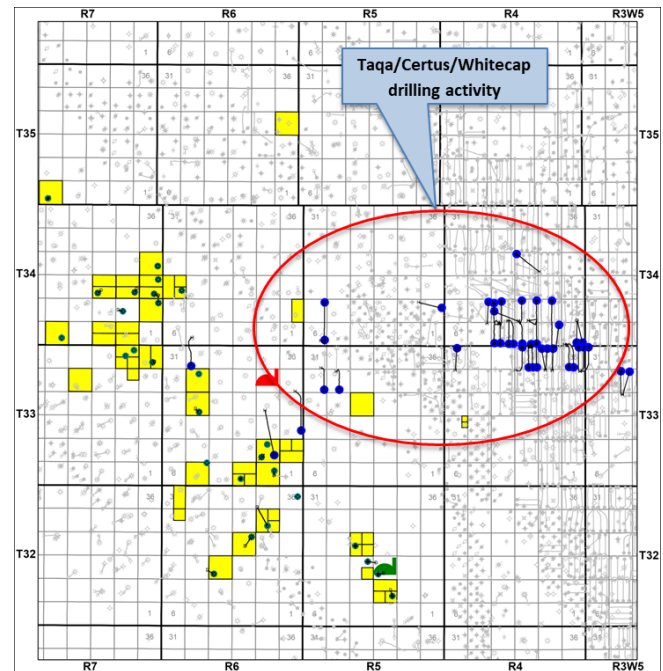 R7 R6 R5 R4 R3W5
Taqa/Certus/Whitecap
drilling activity
T35
T35
T34
T34
T33
T33
T32
T32
R7 R6 R5 R4 R3W5